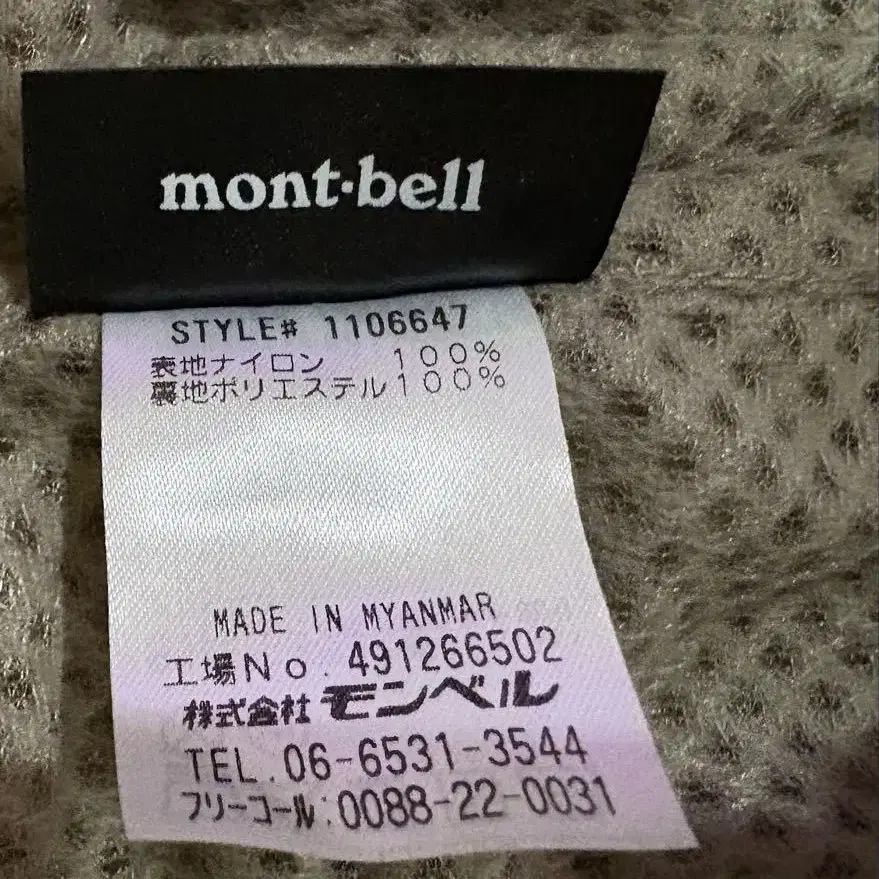 mont·bell
STYLE# 1106647
表地ナイロン 100%
裏地ポリエステル100%
MADE IN MYANMAR
工場No.491266502
株式会社モンベル
TEL.06-6531-3544
フリーコール:0088-22-0031